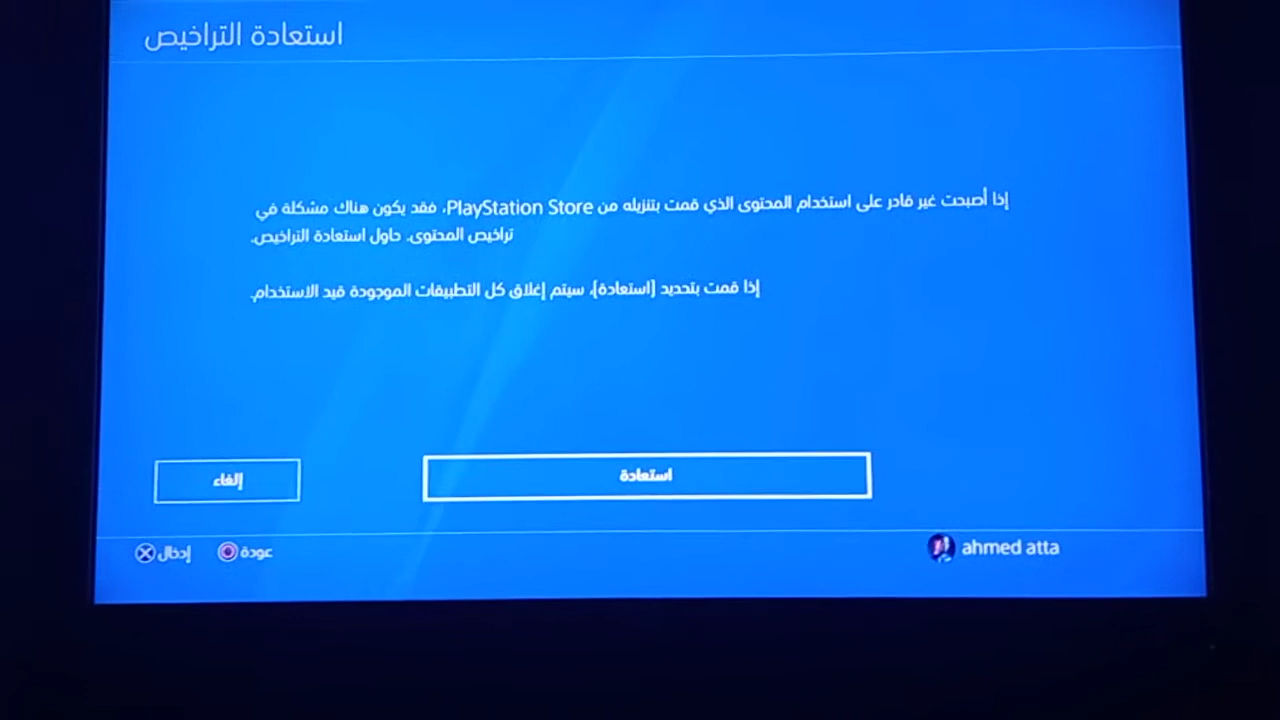 استعادة التراخيص
إذا أصبحت غير قادر على استخدام المحتوى الذي قمت بتنزيله من PlayStation Store، فقد يكون هناك مشكلة في
تراخيص المحتوى. حاول استعادة التراخيص.
إذا قمت بتحديد [استعادة]، سيتم إغلاق كل التطبيقات الموجودة قيد الاستخدام.
استعادة
إلغاء
ahmed atta
عودة
إدخال